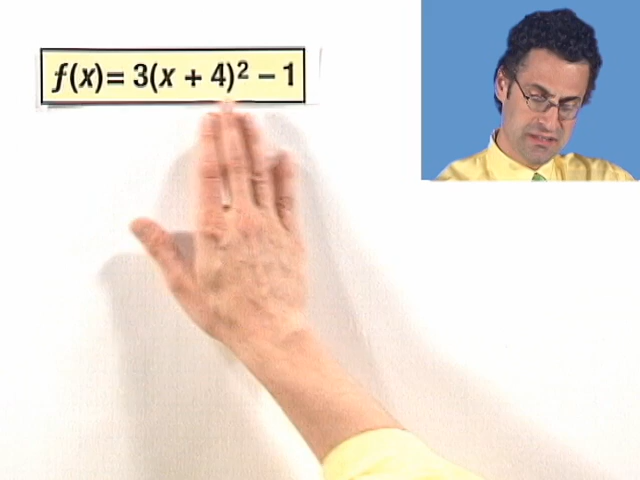 f(x)= 3(x + 4)² – 1